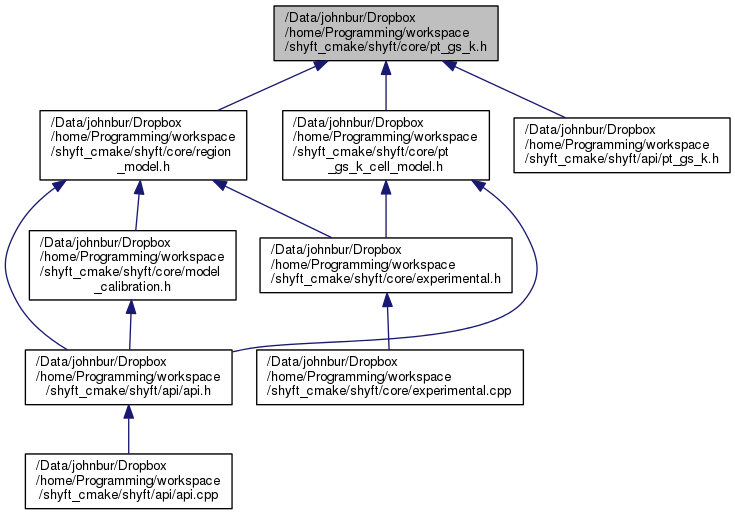 /Data/johnbur/Dropbox
/home/Programming/workspace
/shyft_cmake/shyft/core/pt_gs_k.h
/Data/johnbur/Dropbox
/home/Programming/workspace
/shyft_cmake/shyft/core/region
_model.h
/Data/johnbur/Dropbox
/home/Programming/workspace
/shyft_cmake/shyft/core/pt
_gs_k_cell_model.h
/Data/johnbur/Dropbox
/home/Programming/workspace
/shyft_cmake/shyft/api/pt_gs_k.h
/Data/johnbur/Dropbox
/home/Programming/workspace
/shyft_cmake/shyft/core/model
_calibration.h
/Data/johnbur/Dropbox
/home/Programming/workspace
/shyft_cmake/shyft/core/experimental.h
/Data/johnbur/Dropbox
/home/Programming/workspace
/shyft_cmake/shyft/api/api.h
/Data/johnbur/Dropbox
/home/Programming/workspace
/shyft_cmake/shyft/core/experimental.cpp
/Data/johnbur/Dropbox
/home/Programming/workspace
/shyft_cmake/shyft/api/api.cpp